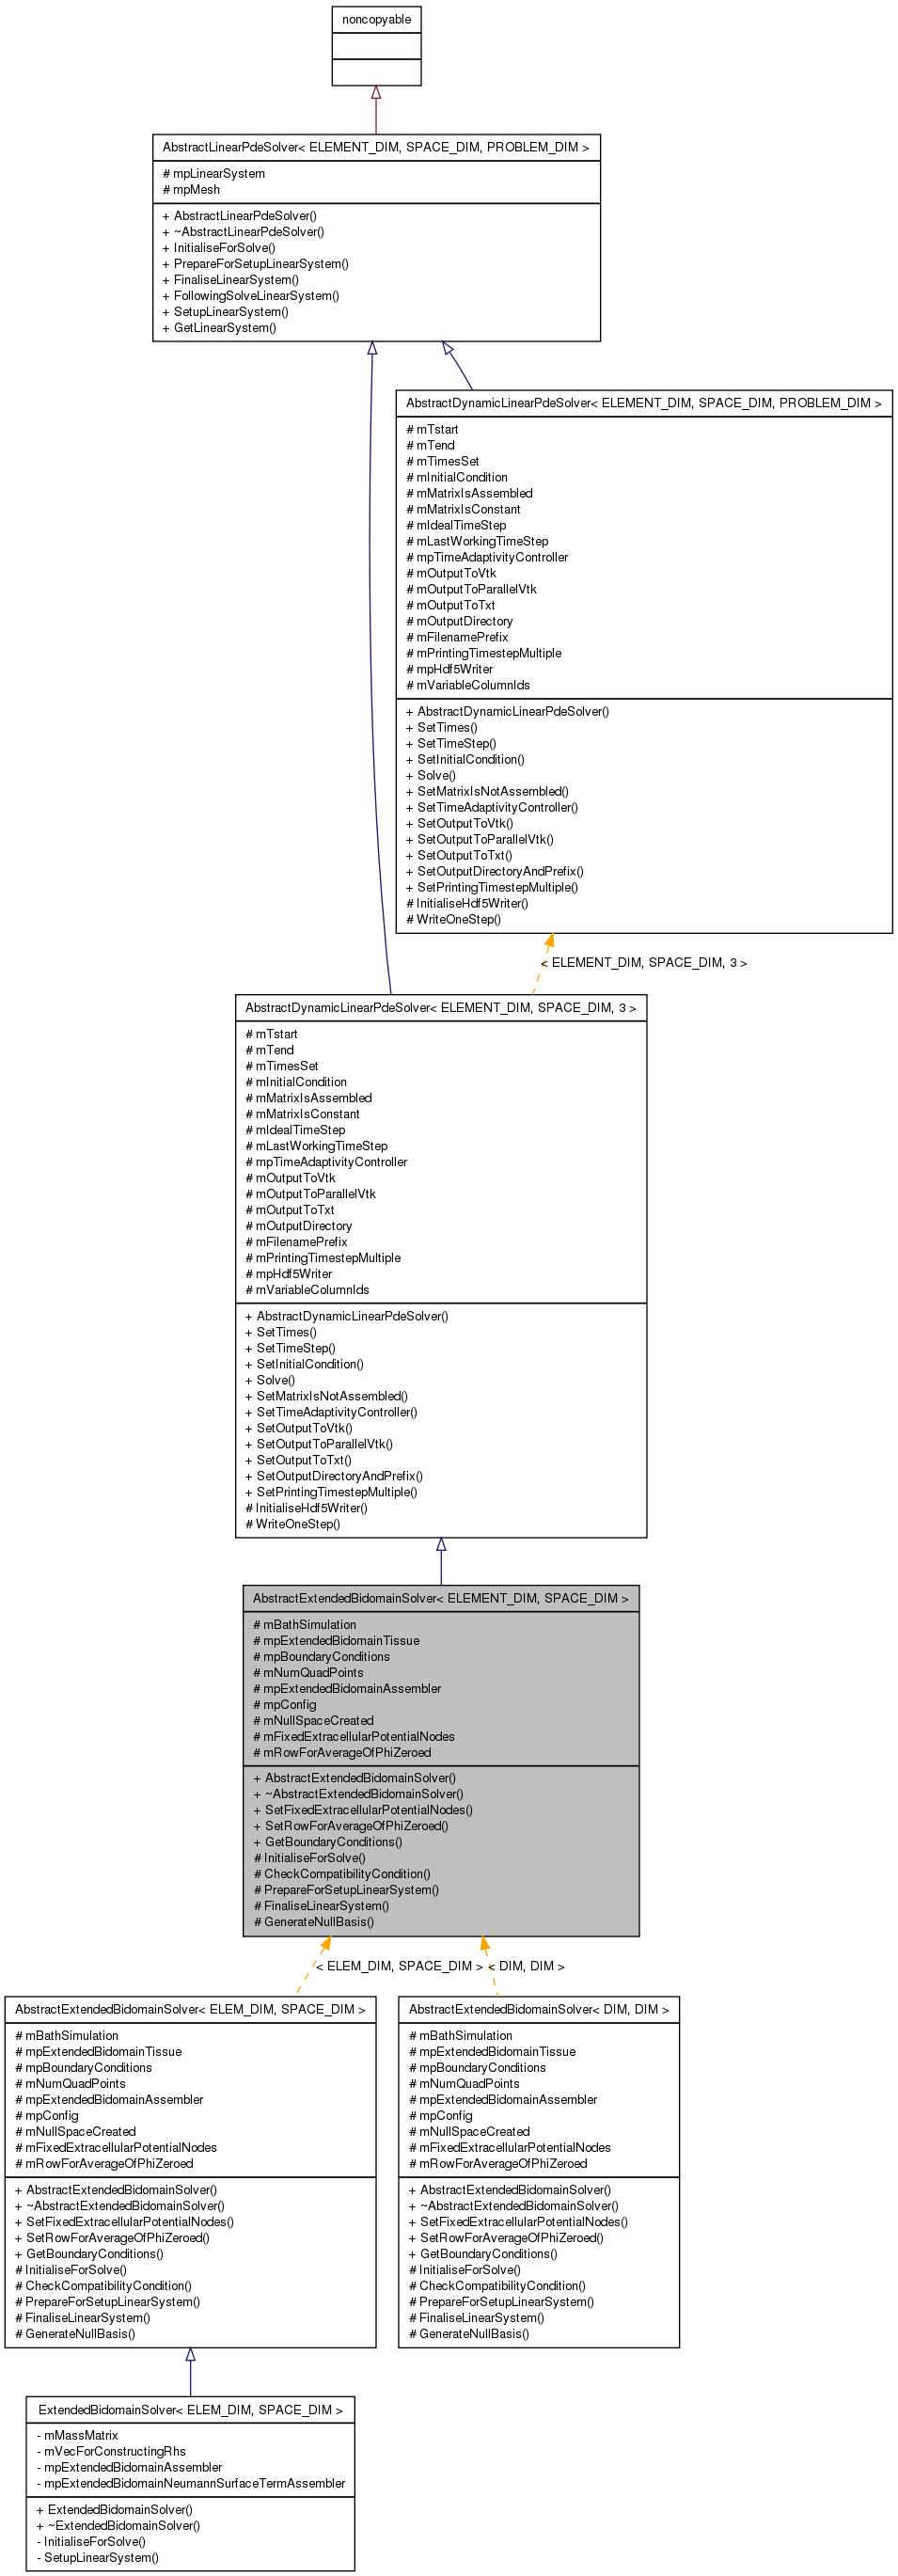 noncopyable
AbstractLinearPdeSolver< ELEMENT_DIM, SPACE_DIM, PROBLEM_DIM >
# mpLinearSystem
# mpMesh
+ AbstractLinearPdeSolver()
+ ~AbstractLinearPdeSolver()
+ InitialiseForSolve()
+ PrepareForSetupLinearSystem()
+ FinaliseLinearSystem()
+ FollowingSolveLinearSystem()
+ SetupLinearSystem()
+ GetLinearSystem()
AbstractDynamicLinearPdeSolver< ELEMENT_DIM, SPACE_DIM, PROBLEM_DIM >
# mTstart
# mTend
# mTimesSet
# mInitialCondition
# mMatrixIsAssembled
# mMatrixIsConstant
# mIdealTimeStep
# mLastWorkingTimeStep
# mpTimeAdaptivityController
# mOutputToVtk
# mOutputToParallelVtk
# mOutputToTxt
# mOutputDirectory
# mFilenamePrefix
# mPrintingTimestepMultiple
# mpHdf5Writer
# mVariableColumnIds
+ AbstractDynamicLinearPdeSolver()
+ SetTimes()
+ SetTimeStep()
+ SetInitialCondition()
+ Solve()
+ SetMatrixIsNotAssembled()
+ SetTimeAdaptivityController()
+ SetOutputToVtk()
+ SetOutputToParallelVtk()
+ SetOutputToTxt()
+ SetOutputDirectoryAndPrefix()
+ SetPrintingTimestepMultiple()
# InitialiseHdf5Writer()
# WriteOneStep()
< ELEMENT_DIM, SPACE_DIM, 3 >
AbstractDynamicLinearPdeSolver< ELEMENT_DIM, SPACE_DIM, 3 >
# mTstart
# mTend
# mTimesSet
# mInitialCondition
# mMatrixIsAssembled
# mMatrixIsConstant
# mIdealTimeStep
# mLastWorkingTimeStep
# mpTimeAdaptivityController
# mOutputToVtk
# mOutputToParallelVtk
# mOutputToTxt
# mOutputDirectory
# mFilenamePrefix
# mPrintingTimestepMultiple
# mpHdf5Writer
# mVariableColumnIds
+ AbstractDynamicLinearPdeSolver()
+ SetTimes()
+ SetTimeStep()
+ SetInitialCondition()
+ Solve()
+ SetMatrixIsNotAssembled()
+ SetTimeAdaptivityController()
+ SetOutputToVtk()
+ SetOutputToParallelVtk()
+ SetOutputToTxt()
+ SetOutputDirectoryAndPrefix()
+ SetPrintingTimestepMultiple()
# InitialiseHdf5Writer()
# WriteOneStep()
AbstractExtendedBidomainSolver< ELEMENT_DIM, SPACE_DIM >
# mBathSimulation
# mpExtendedBidomainTissue
# mpBoundaryConditions
# mNumQuadPoints
# mpExtendedBidomainAssembler
# mpConfig
# mNullSpaceCreated
# mFixedExtracellularPotentialNodes
# mRowForAverageOfPhiZeroed
+ AbstractExtendedBidomainSolver()
+ ~AbstractExtendedBidomainSolver()
+ SetFixedExtracellularPotentialNodes()
+ SetRowForAverageOfPhiZeroed()
+ GetBoundaryConditions()
# InitialiseForSolve()
# CheckCompatibilityCondition()
# PrepareForSetupLinearSystem()
# FinaliseLinearSystem()
# GenerateNullBasis()
< ELEM_DIM, SPACE_DIM >
< DIM, DIM >
AbstractExtendedBidomainSolver< ELEM_DIM, SPACE_DIM >
# mBathSimulation
# mpExtendedBidomainTissue
# mpBoundaryConditions
# mNumQuadPoints
# mpExtendedBidomainAssembler
# mpConfig
# mNullSpaceCreated
# mFixedExtracellularPotentialNodes
# mRowForAverageOfPhiZeroed
+ AbstractExtendedBidomainSolver()
+ ~AbstractExtendedBidomainSolver()
+ SetFixedExtracellularPotentialNodes()
+ SetRowForAverageOfPhiZeroed()
+ GetBoundaryConditions()
# InitialiseForSolve()
# CheckCompatibilityCondition()
# PrepareForSetupLinearSystem()
# FinaliseLinearSystem()
# GenerateNullBasis()
AbstractExtendedBidomainSolver< DIM, DIM >
# mBathSimulation
# mpExtendedBidomainTissue
# mpBoundaryConditions
# mNumQuadPoints
# mpExtendedBidomainAssembler
# mpConfig
# mNullSpaceCreated
# mFixedExtracellularPotentialNodes
# mRowForAverageOfPhiZeroed
+ AbstractExtendedBidomainSolver()
+ ~AbstractExtendedBidomainSolver()
+ SetFixedExtracellularPotentialNodes()
+ SetRowForAverageOfPhiZeroed()
+ GetBoundaryConditions()
# InitialiseForSolve()
# CheckCompatibilityCondition()
# PrepareForSetupLinearSystem()
# FinaliseLinearSystem()
# GenerateNullBasis()
ExtendedBidomainSolver< ELEM_DIM, SPACE_DIM >
- mMassMatrix
- mVecForConstructingRhs
- mpExtendedBidomainAssembler
- mpExtendedBidomainNeumannSurfaceTermAssembler
+ ExtendedBidomainSolver()
+ ~ExtendedBidomainSolver()
- InitialiseForSolve()
- SetupLinearSystem()